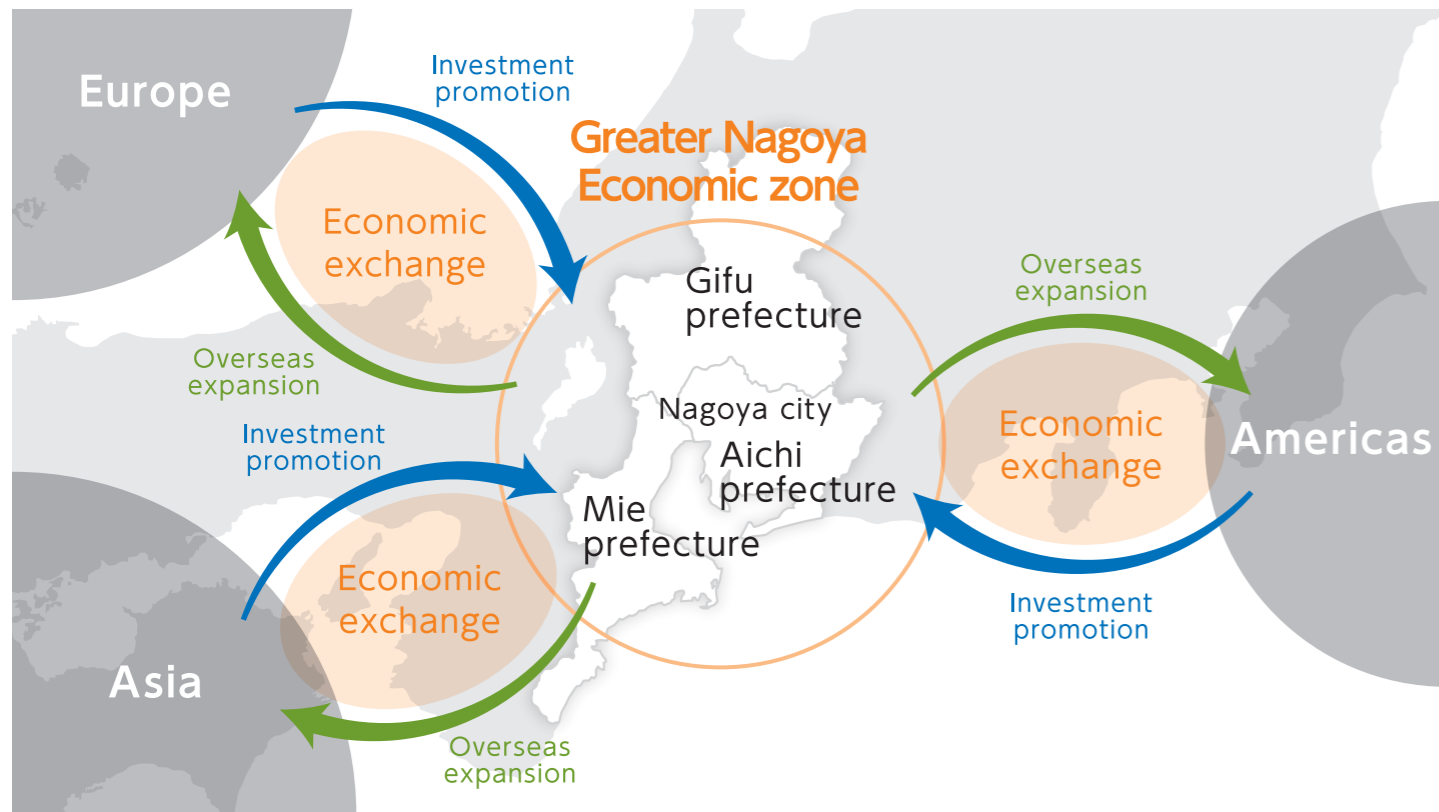 Europe
Investment
promotion
Greater Nagoya
Economic zone
Economic
exchange
Overseas
expansion
Gifu
prefecture
Nagoya city
Aichi
prefecture
Mie
prefecture
Overseas
expansion
Economic
exchange
Americas
Investment
promotion
Investment
promotion
Economic
exchange
Asia
Overseas
expansion